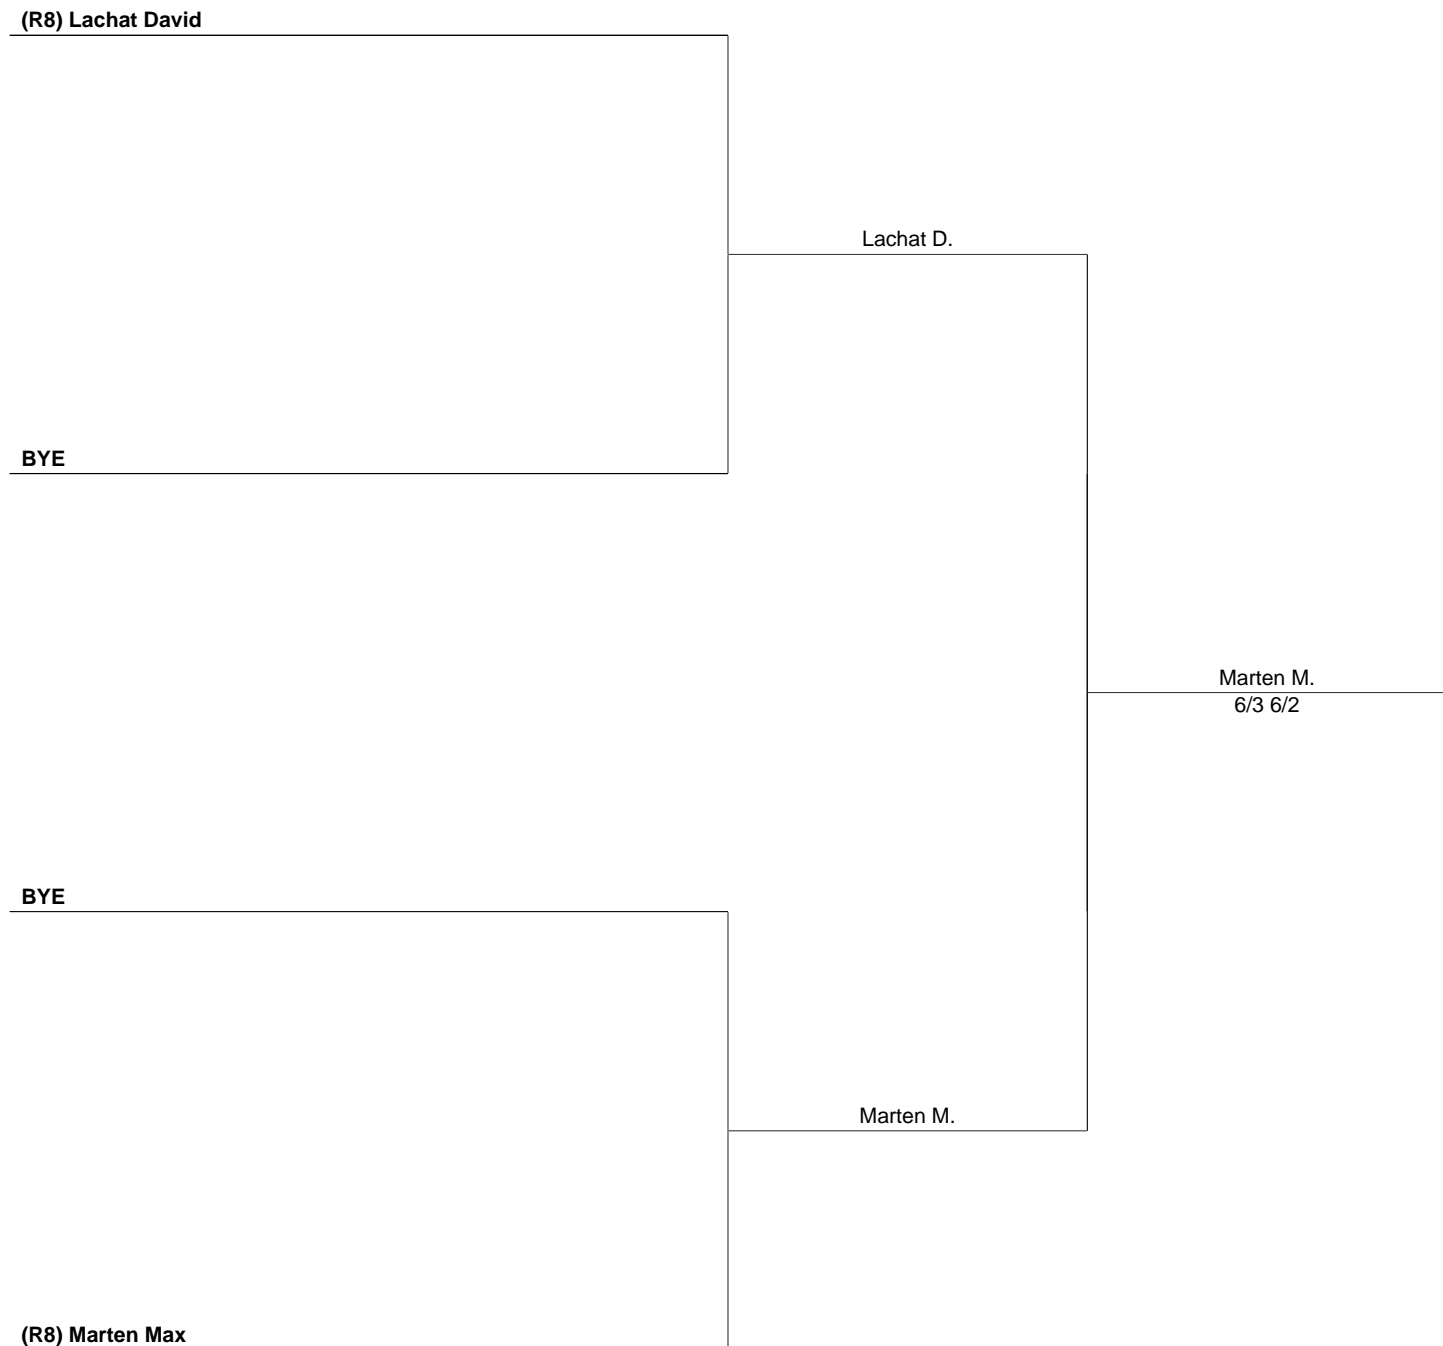 (R8) Lachat David
Lachat D.
BYE
Marten M.
6/3 6/2
BYE
Marten M.
(R8) Marten Max